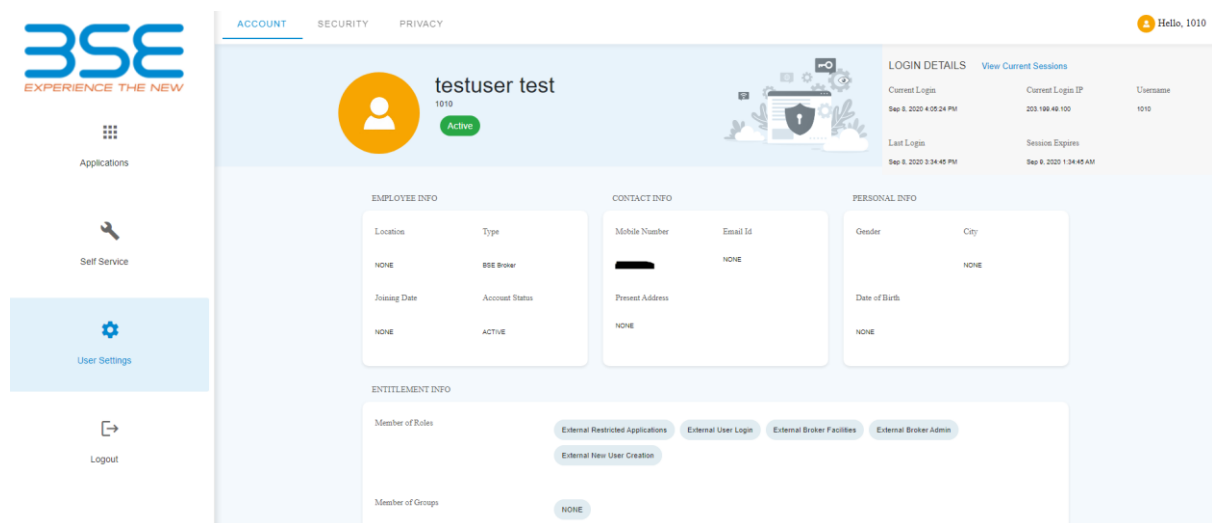 BSE
EXPERIENCE THE NEW
Applications
Self Service
User Settings
Logout
ACCOUNT SECURITY PRIVACY
Hello, 1010
testuser test
1010
Active
LOGIN DETAILS View Current Sessions
Current Login Current Login IP Username
Sep 8, 2020 4:05:24 PM 203.199.49.100 1010
Last Login Session Expires
Sep 8, 2020 3:34:45 PM Sep 9, 2020 1:34:45 AM
EMPLOYEE INFO
Location Type
NONE BSE Broker
Joining Date Account Status
NONE ACTIVE
CONTACT INFO
Mobile Number Email Id
NONE
Present Address
NONE
PERSONAL INFO
Gender City
NONE
Date of Birth
NONE
ENTITLEMENT INFO
Member of Roles
External Restricted Applications External User Login External Broker Facilities External Broker Admin
External New User Creation
Member of Groups
NONE